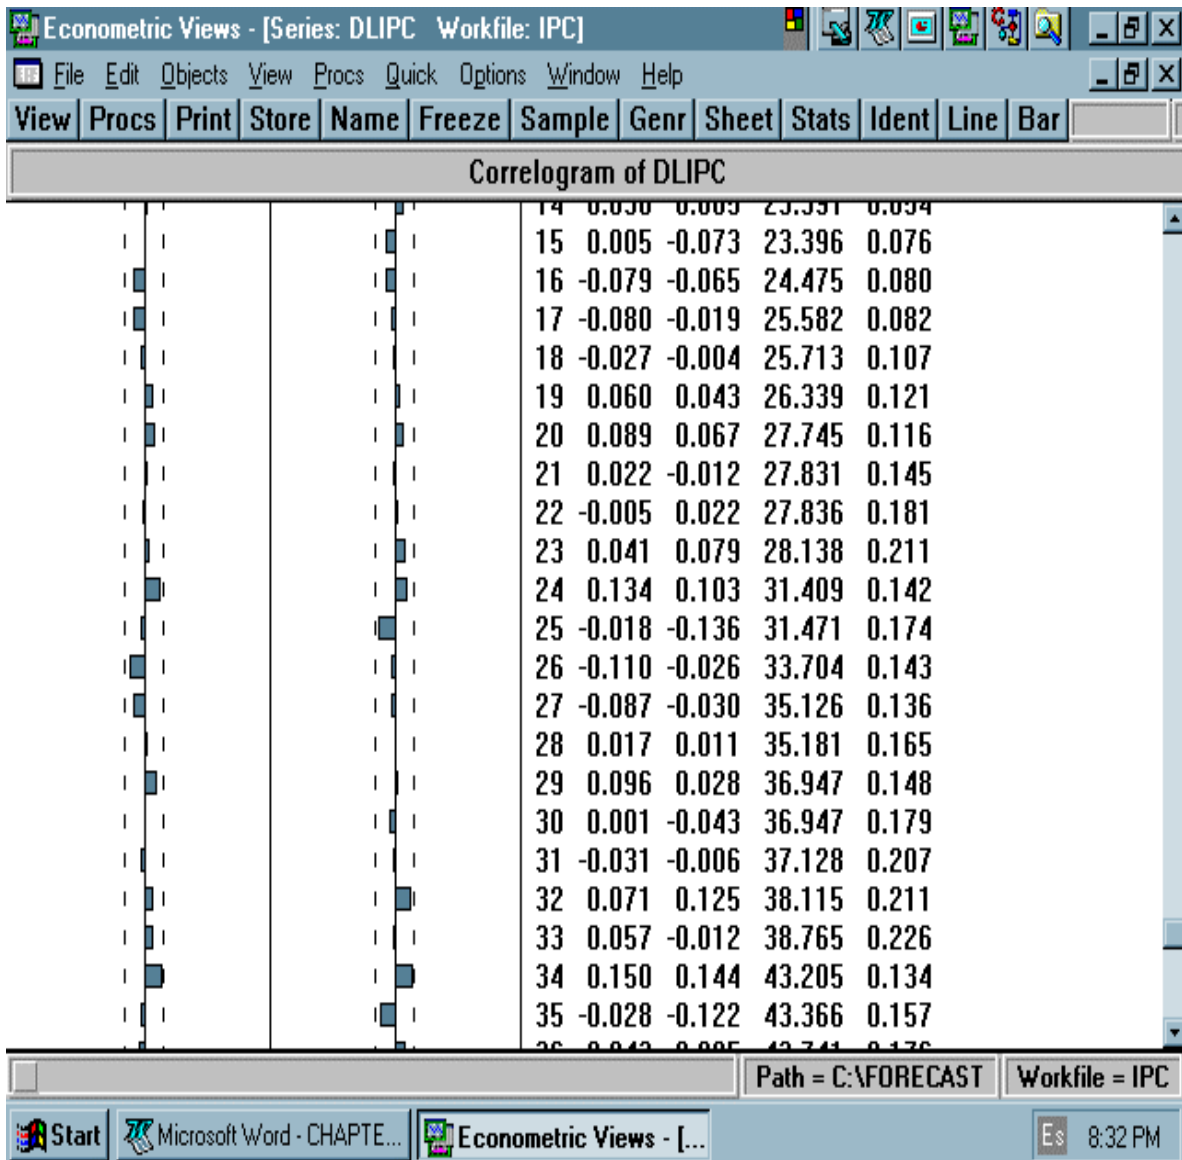 Econometric Views - [Series: DLIPC Workfile: IPC]
File Edit Objects View Procs Quick Options Window Help
View Procs Print Store Name Freeze Sample Genr Sheet Stats Ident Line Bar
Correlogram of DLIPC
15 0.005 -0.073 23.396 0.076
16 -0.079 -0.065 24.475 0.080
17 -0.080 -0.019 25.582 0.082
18 -0.027 -0.004 25.713 0.107
19 0.060 0.043 26.339 0.121
20 0.089 0.067 27.745 0.116
21 0.022 -0.012 27.831 0.145
22 -0.005 0.022 27.836 0.181
23 0.041 0.079 28.138 0.211
24 0.134 0.103 31.409 0.142
25 -0.018 -0.136 31.471 0.174
26 -0.110 -0.026 33.704 0.143
27 -0.087 -0.030 35.126 0.136
28 0.017 0.011 35.181 0.165
29 0.096 0.028 36.947 0.148
30 0.001 -0.043 36.947 0.179
31 -0.031 -0.006 37.128 0.207
32 0.071 0.125 38.115 0.211
33 0.057 -0.012 38.765 0.226
34 0.150 0.144 43.205 0.134
35 -0.028 -0.122 43.366 0.157
Path = C:\FORECAST Workfile = IPC
Start Microsoft Word - CHAPTE... Econometric Views - [... Es 8:32 PM